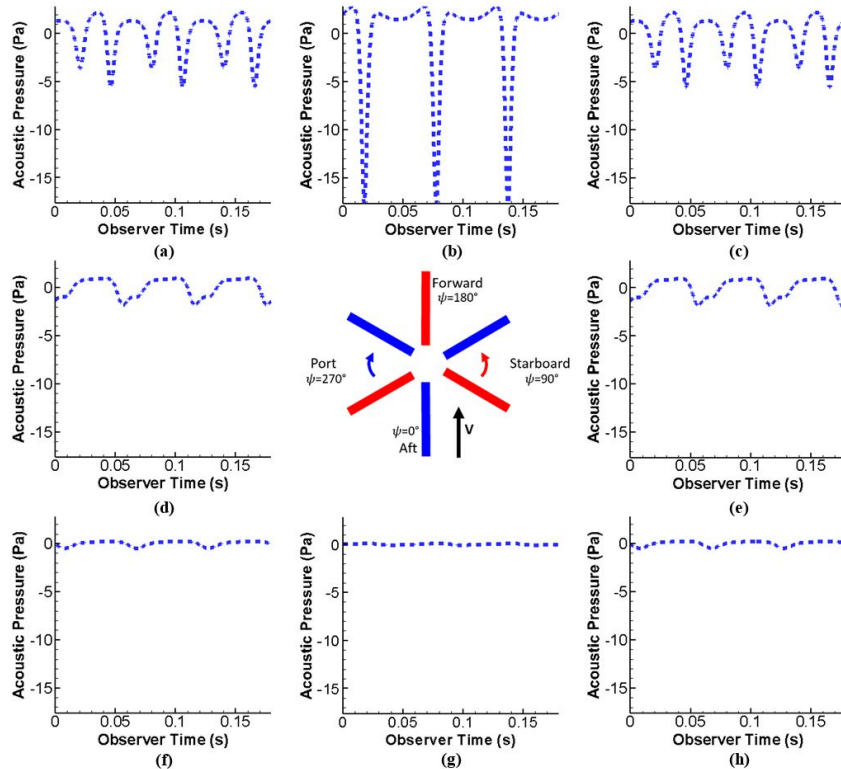 Acoustic Pressure (Pa)
0
-5
-10
-15
0
0.05
0.1
0.15
Observer Time (s)
(a)
Acoustic Pressure (Pa)
0
-5
-10
-15
0
0.05
0.1
0.15
Observer Time (s)
(b)
Acoustic Pressure (Pa)
0
-5
-10
-15
0
0.05
0.1
0.15
Observer Time (s)
(c)
Acoustic Pressure (Pa)
0
-5
-10
-15
0
0.05
0.1
0.15
Observer Time (s)
(d)
Forward
ψ=180°
Port
ψ=270°
Starboard
ψ=90°
ψ=0°
Aft
V
Acoustic Pressure (Pa)
0
-5
-10
-15
0
0.05
0.1
0.15
Observer Time (s)
(e)
Acoustic Pressure (Pa)
0
-5
-10
-15
0
0.05
0.1
0.15
Observer Time (s)
(f)
Acoustic Pressure (Pa)
0
-5
-10
-15
0
0.05
0.1
0.15
Observer Time (s)
(g)
Acoustic Pressure (Pa)
0
-5
-10
-15
0
0.05
0.1
0.15
Observer Time (s)
(h)